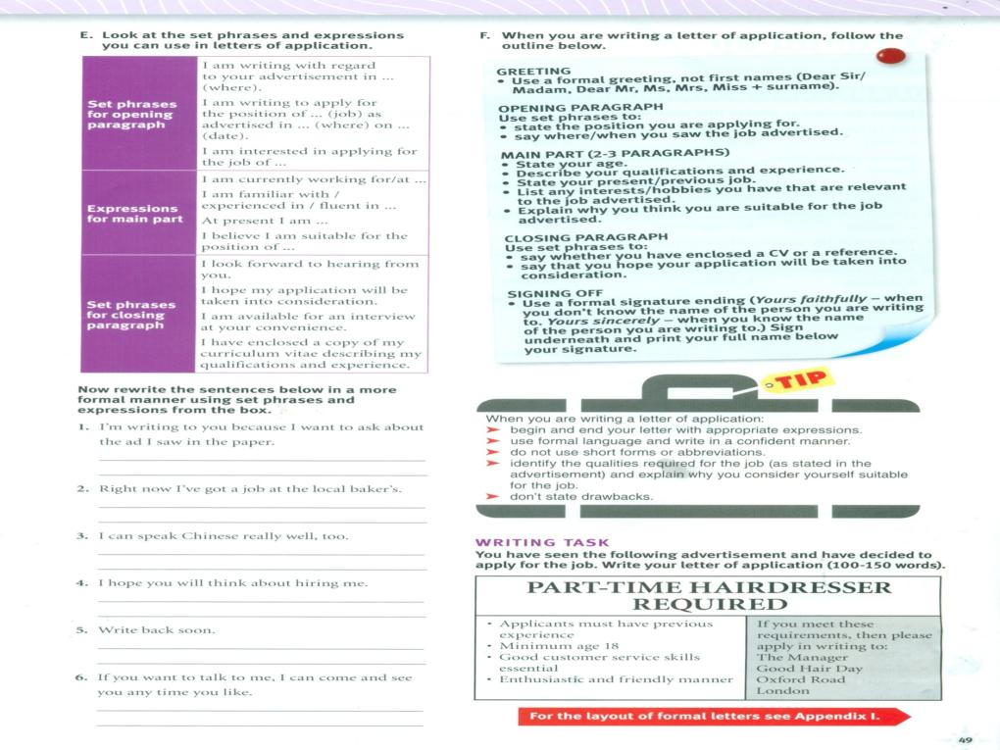 E. Look at the set phrases and expressions
you can use in letters of application.
Set phrases
for opening
paragraph
I am writing with regard
to your advertisement in ...
(where).
I am writing to apply for
the position of ... (job) as
advertised in ... (where) on ...
(date).
I am interested in applying for
the job of ...
Expressions
for main part
I am currently working for/at ...
I am familiar with /
experienced in / fluent in ...
At present I am ...
I believe I am suitable for the
position of ...
Set phrases
for closing
paragraph
I look forward to hearing from
you.
I hope my application will be
taken into consideration.
I am available for an interview
at your convenience.
I have enclosed a copy of my
curriculum vitae describing my
qualifications and experience.
Now rewrite the sentences below in a more
formal manner using set phrases and
expressions from the box.
1. I'm writing to you because I want to ask about
the ad I saw in the paper.
2. Right now I've got a job at the local baker's.
3. I can speak Chinese really well, too.
4. I hope you will think about hiring me.
5. Write back soon.
6. If you want to talk to me, I can come and see
you any time you like.
F. When you are writing a letter of application, follow the
outline below.
GREETING
• Use a formal greeting, not first names (Dear Sir/
Madam, Dear Mr, Ms, Mrs, Miss + surname).
OPENING PARAGRAPH
Use set phrases to:
• state the position you are applying for.
• say where/when you saw the job advertised.
MAIN PART (2-3 PARAGRAPHS)
• State your age.
• Describe your qualifications and experience.
• State your present/previous job.
• List any interests/hobbies you have that are relevant
to the job advertised.
• Explain why you think you are suitable for the job
advertised.
CLOSING PARAGRAPH
Use set phrases to:
• say whether you have enclosed a CV or a reference.
• say that you hope your application will be taken into
consideration.
SIGNING OFF
• Use a formal signature ending (Yours faithfully – when
you don't know the name of the person you are writing
to. Yours sincerely – when you know the name
of the person you are writing to.) Sign
underneath and print your full name below
your signature.
TIP
When you are writing a letter of application:
➤ begin and end your letter with appropriate expressions.
➤ use formal language and write in a confident manner.
➤ do not use short forms or abbreviations.
➤ identify the qualities required for the job (as stated in the
advertisement) and explain why you consider yourself suitable
for the job.
➤ don't state drawbacks.
WRITING TASK
You have seen the following advertisement and have decided to
apply for the job. Write your letter of application (100-150 words).
PART-TIME HAIRDRESSER
REQUIRED
• Applicants must have previous
experience
• Minimum age 18
• Good customer service skills
essential
• Enthusiastic and friendly manner
If you meet these
requirements, then please
apply in writing to:
The Manager
Good Hair Day
Oxford Road
London
For the layout of formal letters see Appendix I.
49